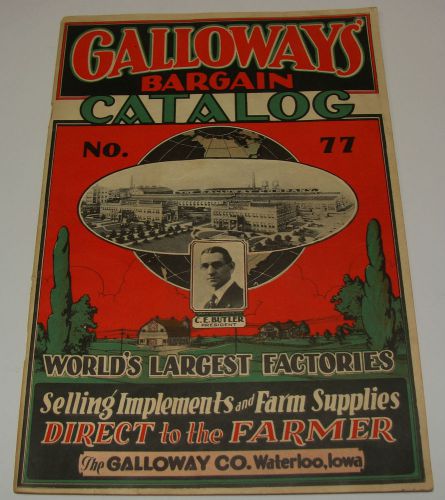 GALLOWAYS'
BARGAIN
CATALOG
No. 77
C.E. BUTLER
PRESIDENT
WORLD'S LARGEST FACTORIES
Selling Implements and Farm Supplies
DIRECT to the FARMER
The GALLOWAY CO. Waterloo, Iowa